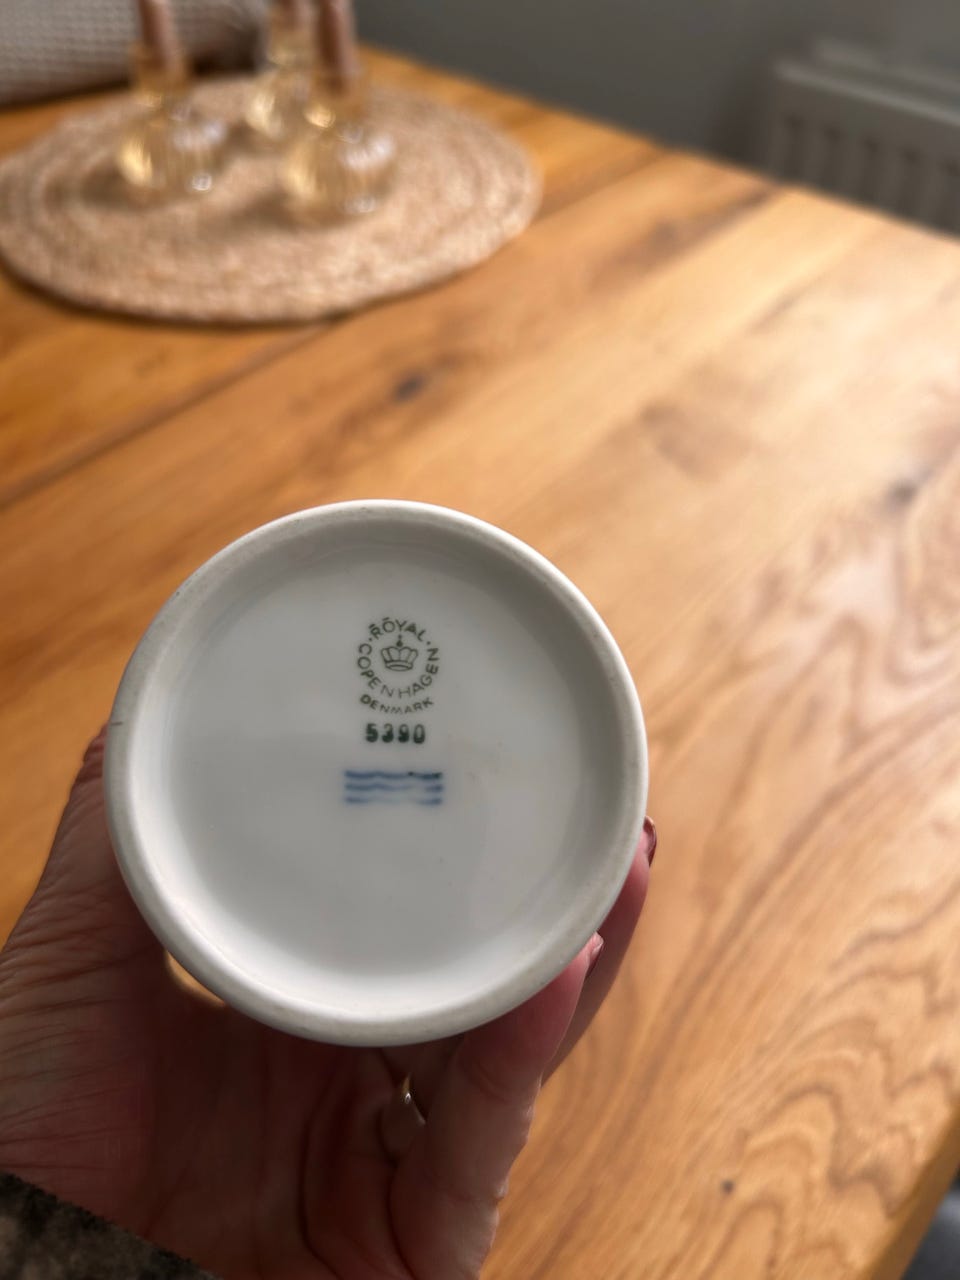 ROYAL
COPENHAGEN
DENMARK
5390